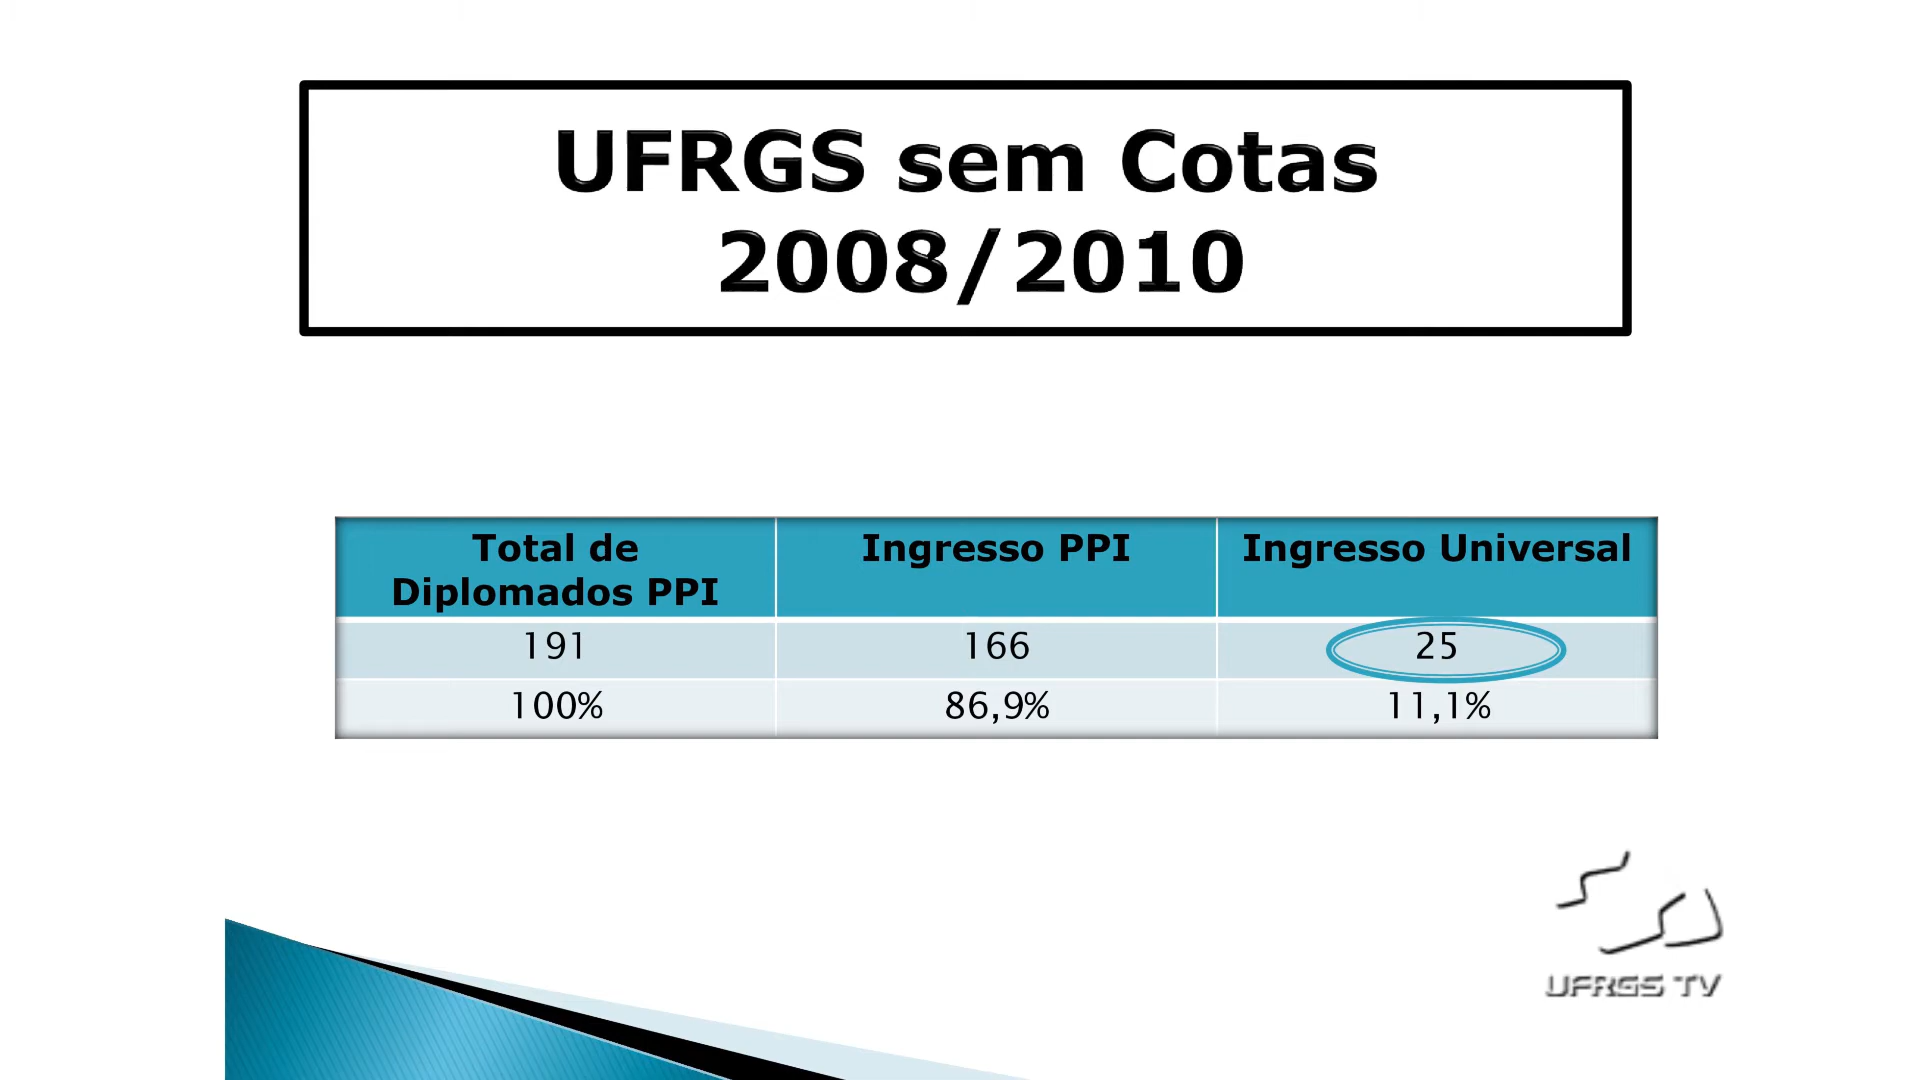 UFRGS sem Cotas
2008/2010
Total de
Diplomados PPI
Ingresso PPI
Ingresso Universal
191
166
25
100%
86,9%
11,1%
UFRGS TV